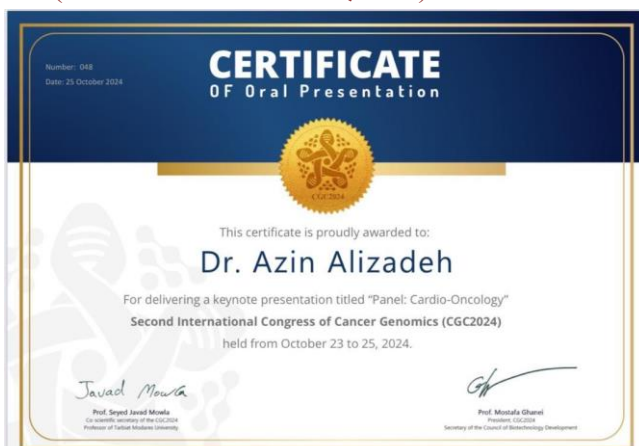 Number: 048
Date: 25 October 2024
CERTIFICATE
OF Oral Presentation
CGC2024
This certificate is proudly awarded to:
Dr. Azin Alizadeh
For delivering a keynote presentation titled "Panel: Cardio-Oncology"
Second International Congress of Cancer Genomics (CGC2024)
held from October 23 to 25, 2024.
Javad Mowla
Prof. Seyed Javad Mowla
Co scientific secretary of the CGC2024
Professor of Tarbiat Modares University
Prof. Mostafa Ghanei
President, CGC2024
Secretary of the Council of Biotechnology Development